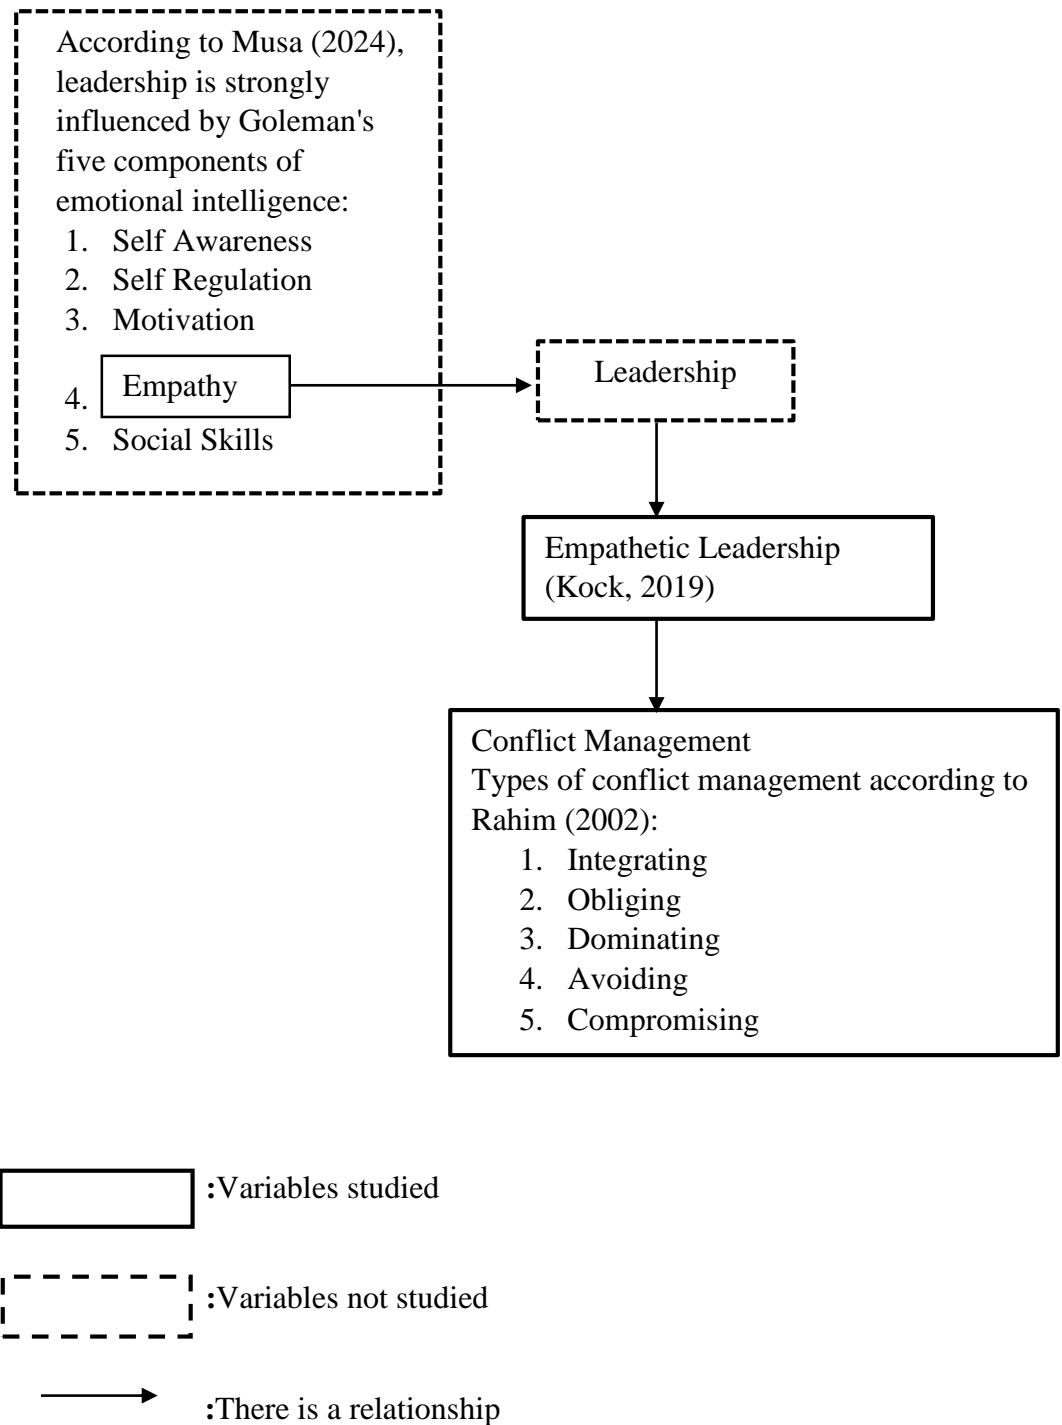 According to Musa (2024),
leadership is strongly
influenced by Goleman's
five components of
emotional intelligence:
1. Self Awareness
2. Self Regulation
3. Motivation
4. Empathy
5. Social Skills
Leadership
Empathetic Leadership
(Kock, 2019)
Conflict Management
Types of conflict management according to
Rahim (2002):
1. Integrating
2. Obliging
3. Dominating
4. Avoiding
5. Compromising
:Variables studied
:Variables not studied
:There is a relationship